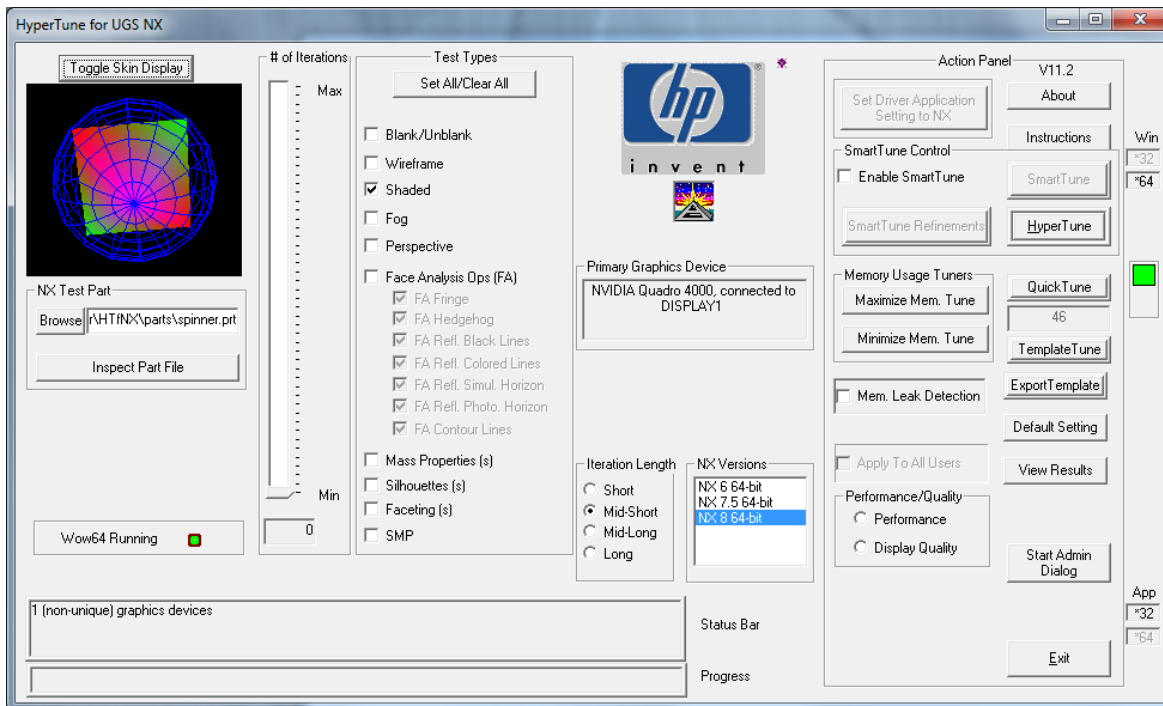 HyperTune for UGS NX
Toggle Skin Display
NX Test Part
Browse r\HTfNX\parts\spinner.prt
Inspect Part File
Wow64 Running
# of Iterations
Max
Min
0
Test Types
Set All/Clear All
Blank/Unblank
Wireframe
Shaded
Fog
Perspective
Face Analysis Ops (FA)
FA Fringe
FA Hedgehog
FA Refl. Black Lines
FA Refl. Colored Lines
FA Refl. Simul. Horizon
FA Refl. Photo. Horizon
FA Contour Lines
Mass Properties (s)
Silhouettes (s)
Faceting (s)
SMP
hp
®
invent
Primary Graphics Device
NVIDIA Quadro 4000, connected to
DISPLAY1
Iteration Length
Short
Mid-Short
Mid-Long
Long
NX Versions
NX 6 64-bit
NX 7.5 64-bit
NX 8 64-bit
Action Panel
V11.2
Set Driver Application
Setting to NX
About
Instructions
SmartTune Control
Enable SmartTune
SmartTune
SmartTune Refinements
HyperTune
Memory Usage Tuners
Maximize Mem. Tune
Minimize Mem. Tune
QuickTune
46
TemplateTune
Mem. Leak Detection
ExportTemplate
Default Setting
Apply To All Users
View Results
Performance/Quality
Performance
Display Quality
Start Admin
Dialog
Exit
Win
*32
*64
App
*32
*64
1 (non-unique) graphics devices
Status Bar
Progress